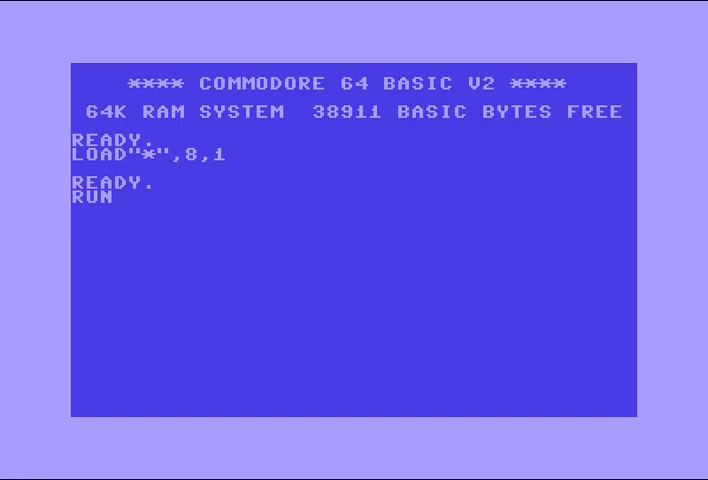 **** COMMODORE 64 BASIC V2 ****
64K RAM SYSTEM  38911 BASIC BYTES FREE
READY.
LOAD"*",8,1
READY.
RUN